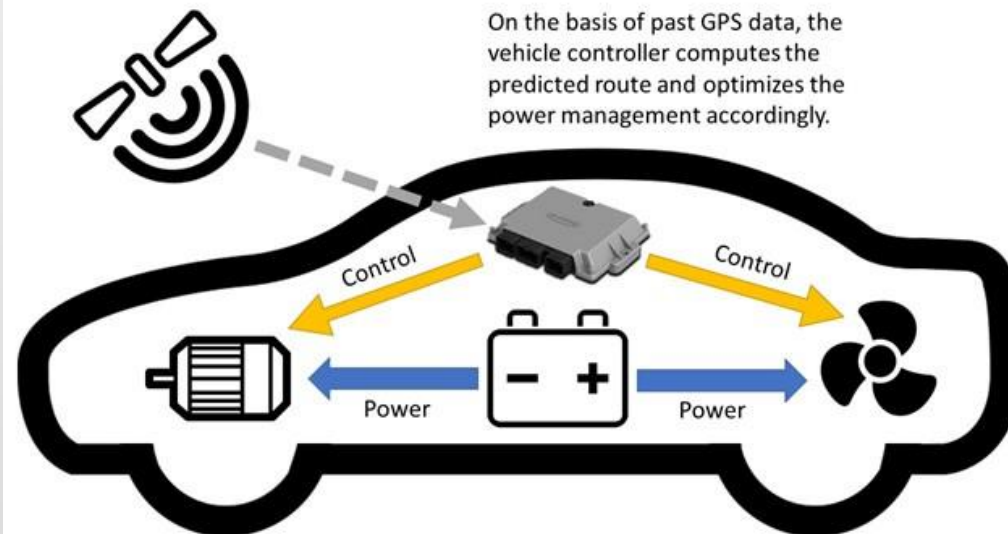 On the basis of past GPS data, the
vehicle controller computes the
predicted route and optimizes the
power management accordingly.
Control
Control
Power
Power